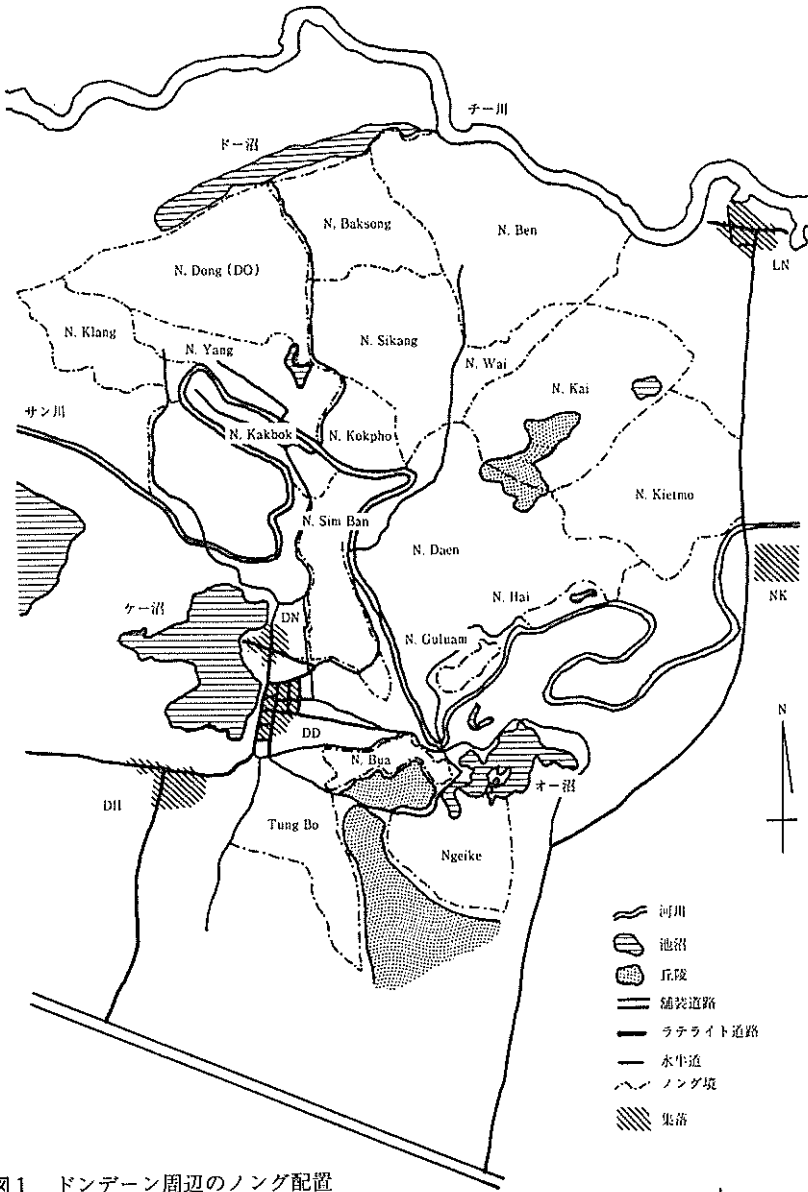 チー川
ドー沼
N. Baksong
N. Ben
LN
N. Dong (DO)
N. Klang
N. Yang
N. Sikang
N. Wai
N. Kai
サン川
N. Kakbok
N. Kokpho
N. Kietmo
N. Sim Ban
N. Daen
NK
ケー沼
DN
N. Hai
N. Guluam
DD
N. Bua
オー沼
DH
Tung Bo
Ngeike
N
河川
池沼
丘陵
舗装道路
ラテライト道路
水牛道
ノング境
集落
図1 ドンデーン周辺のノング配置